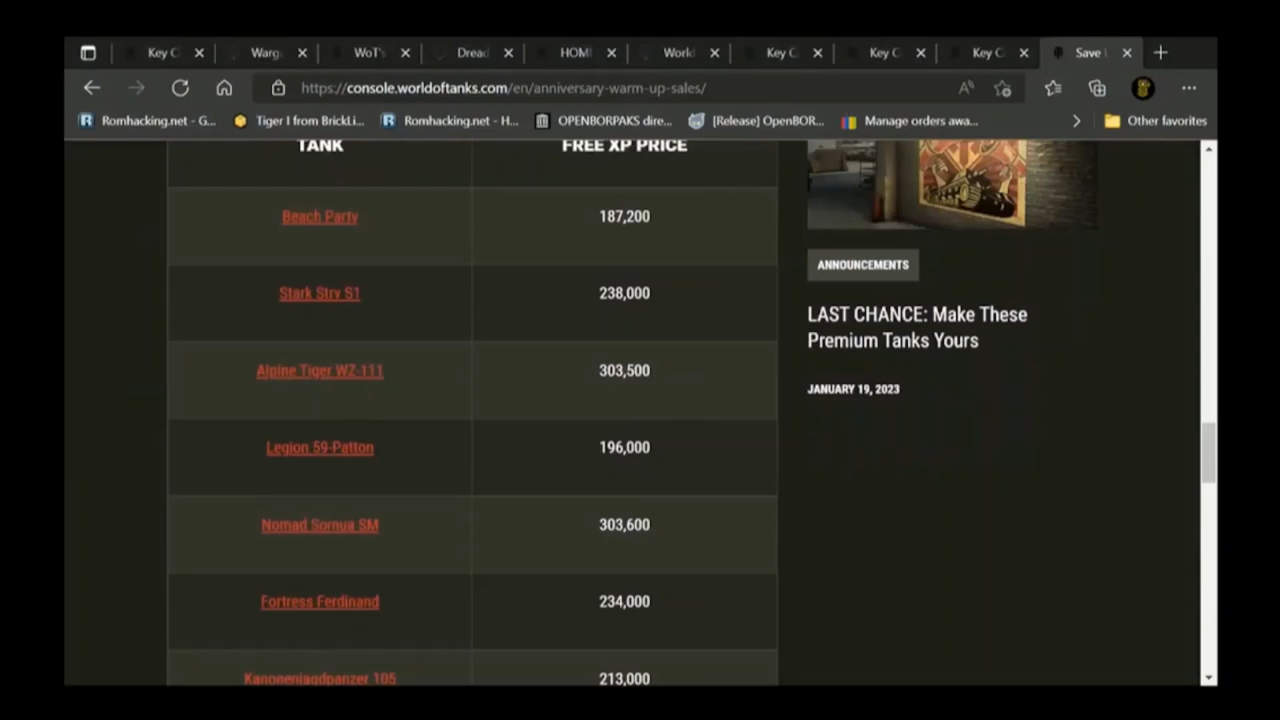 Key C
Warg
WoT's
Dread
HOMI
World
Key C
Key C
Key C
Save
https://console.worldoftanks.com/en/anniversary-warm-up-sales/
Romhacking.net - G...
Tiger I from BrickLi...
Romhacking.net - H...
OPENBORPAKS dire...
[Release] OpenBOR...
Manage orders awa...
Other favorites
TANK FREE XP PRICE
Beach Party 187,200
Stark Strv S1 238,000
Alpine Tiger WZ-111 303,500
Legion 59-Patton 196,000
Nomad Somua SM 303,600
Fortress Ferdinand 234,000
Kanonenjagdpanzer 105 213,000
ANNOUNCEMENTS
LAST CHANCE: Make These
Premium Tanks Yours
JANUARY 19, 2023